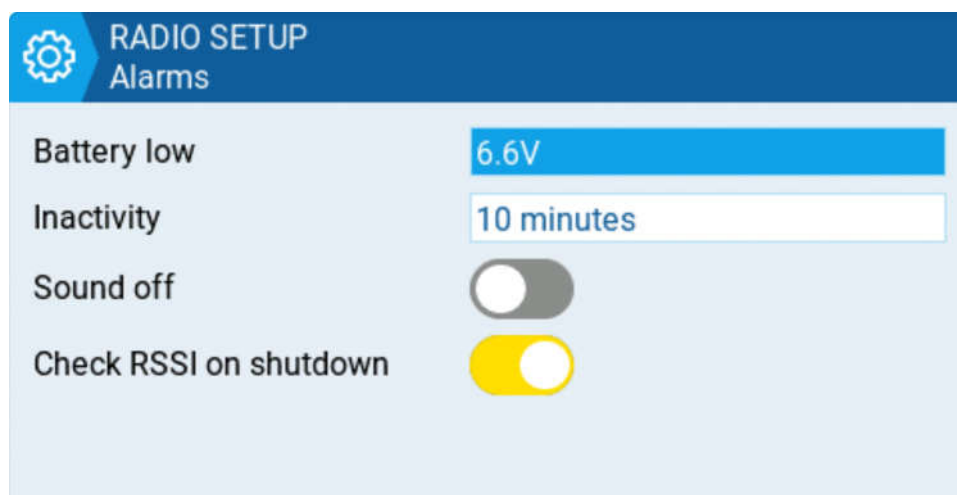 RADIO SETUP
Alarms
Battery low 6.6V
Inactivity 10 minutes
Sound off
Check RSSI on shutdown